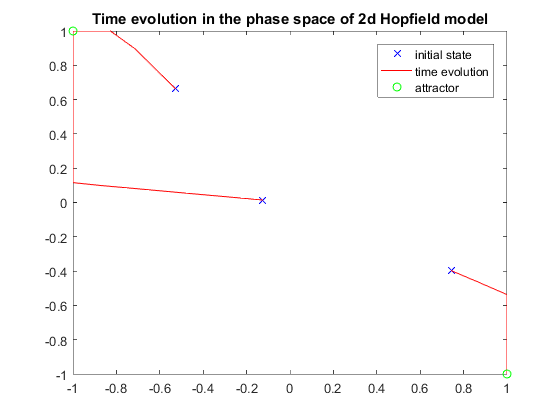 Time evolution in the phase space of 2d Hopfield model
initial state
time evolution
attractor
1
0.8
0.6
0.4
0.2
0
-0.2
-0.4
-0.6
-0.8
-1
-1 -0.8 -0.6 -0.4 -0.2 0 0.2 0.4 0.6 0.8 1